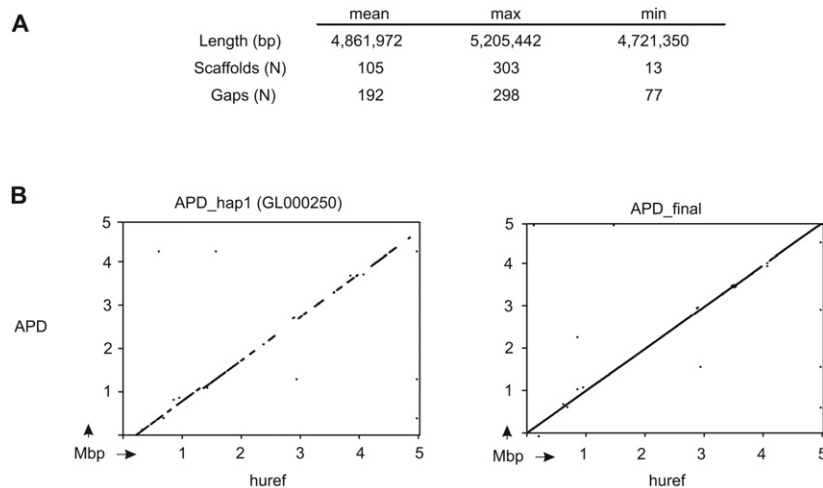 A
mean max min
Length (bp) 4,861,972 5,205,442 4,721,350
Scaffolds (N) 105 303 13
Gaps (N) 192 298 77
B
APD_hap1 (GL000250)
5
4
3
2
1
APD
Mbp
1 2 3 4 5
huref
APD_final
5
4
3
2
1
Mbp
1 2 3 4 5
huref